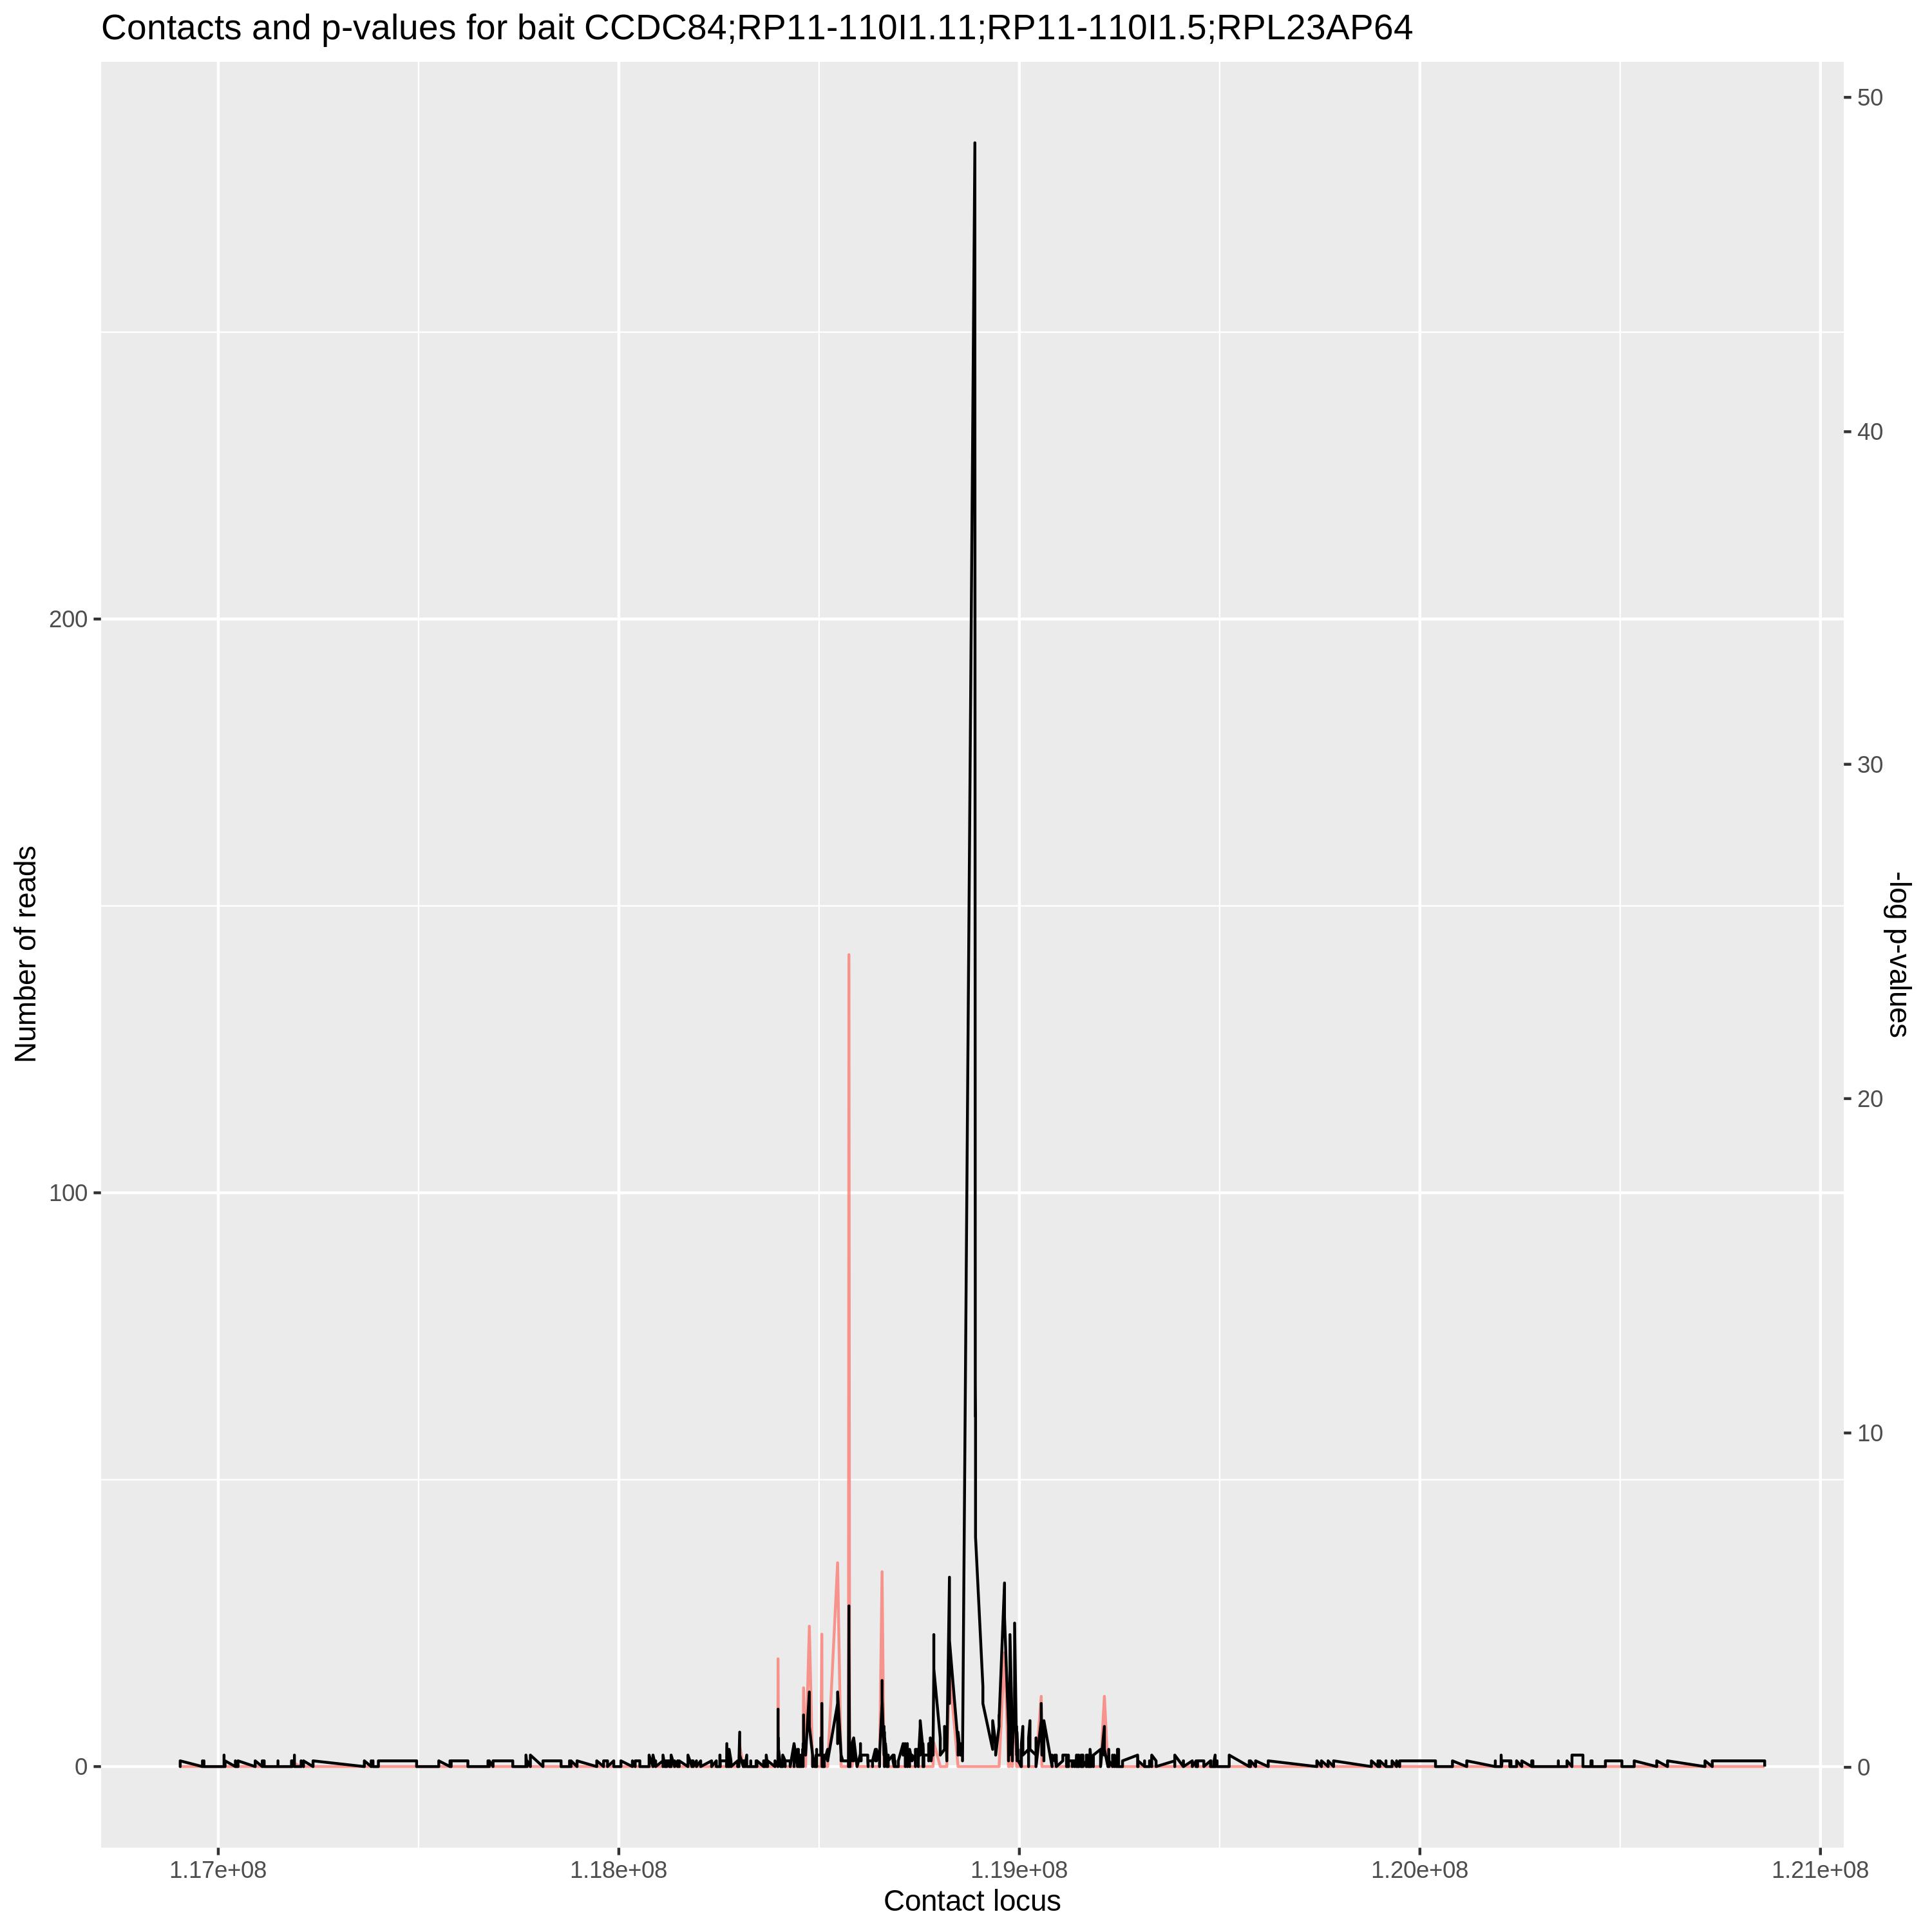 Contacts and p-values for bait CCDC84;RP11-110I1.11;RP11-110I1.5;RPL23AP64
Number of reads
200
100
0
50
40
30
20
10
0
-log p-values
1.17e+08
1.18e+08
1.19e+08
1.20e+08
1.21e+08
Contact locus